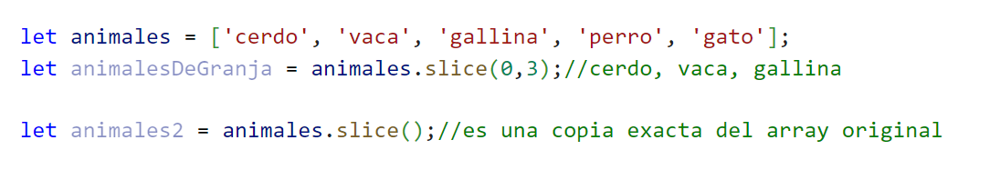 let animales = ['cerdo', 'vaca', 'gallina', 'perro', 'gato'];
let animalesDeGranja = animales.slice(0,3);//cerdo, vaca, gallina
let animales2 = animales.slice();//es una copia exacta del array original